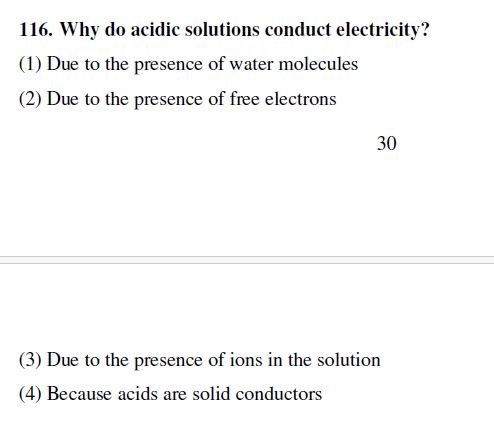 116. Why do acidic solutions conduct electricity?
(1) Due to the presence of water molecules
(2) Due to the presence of free electrons
30
(3) Due to the presence of ions in the solution
(4) Because acids are solid conductors